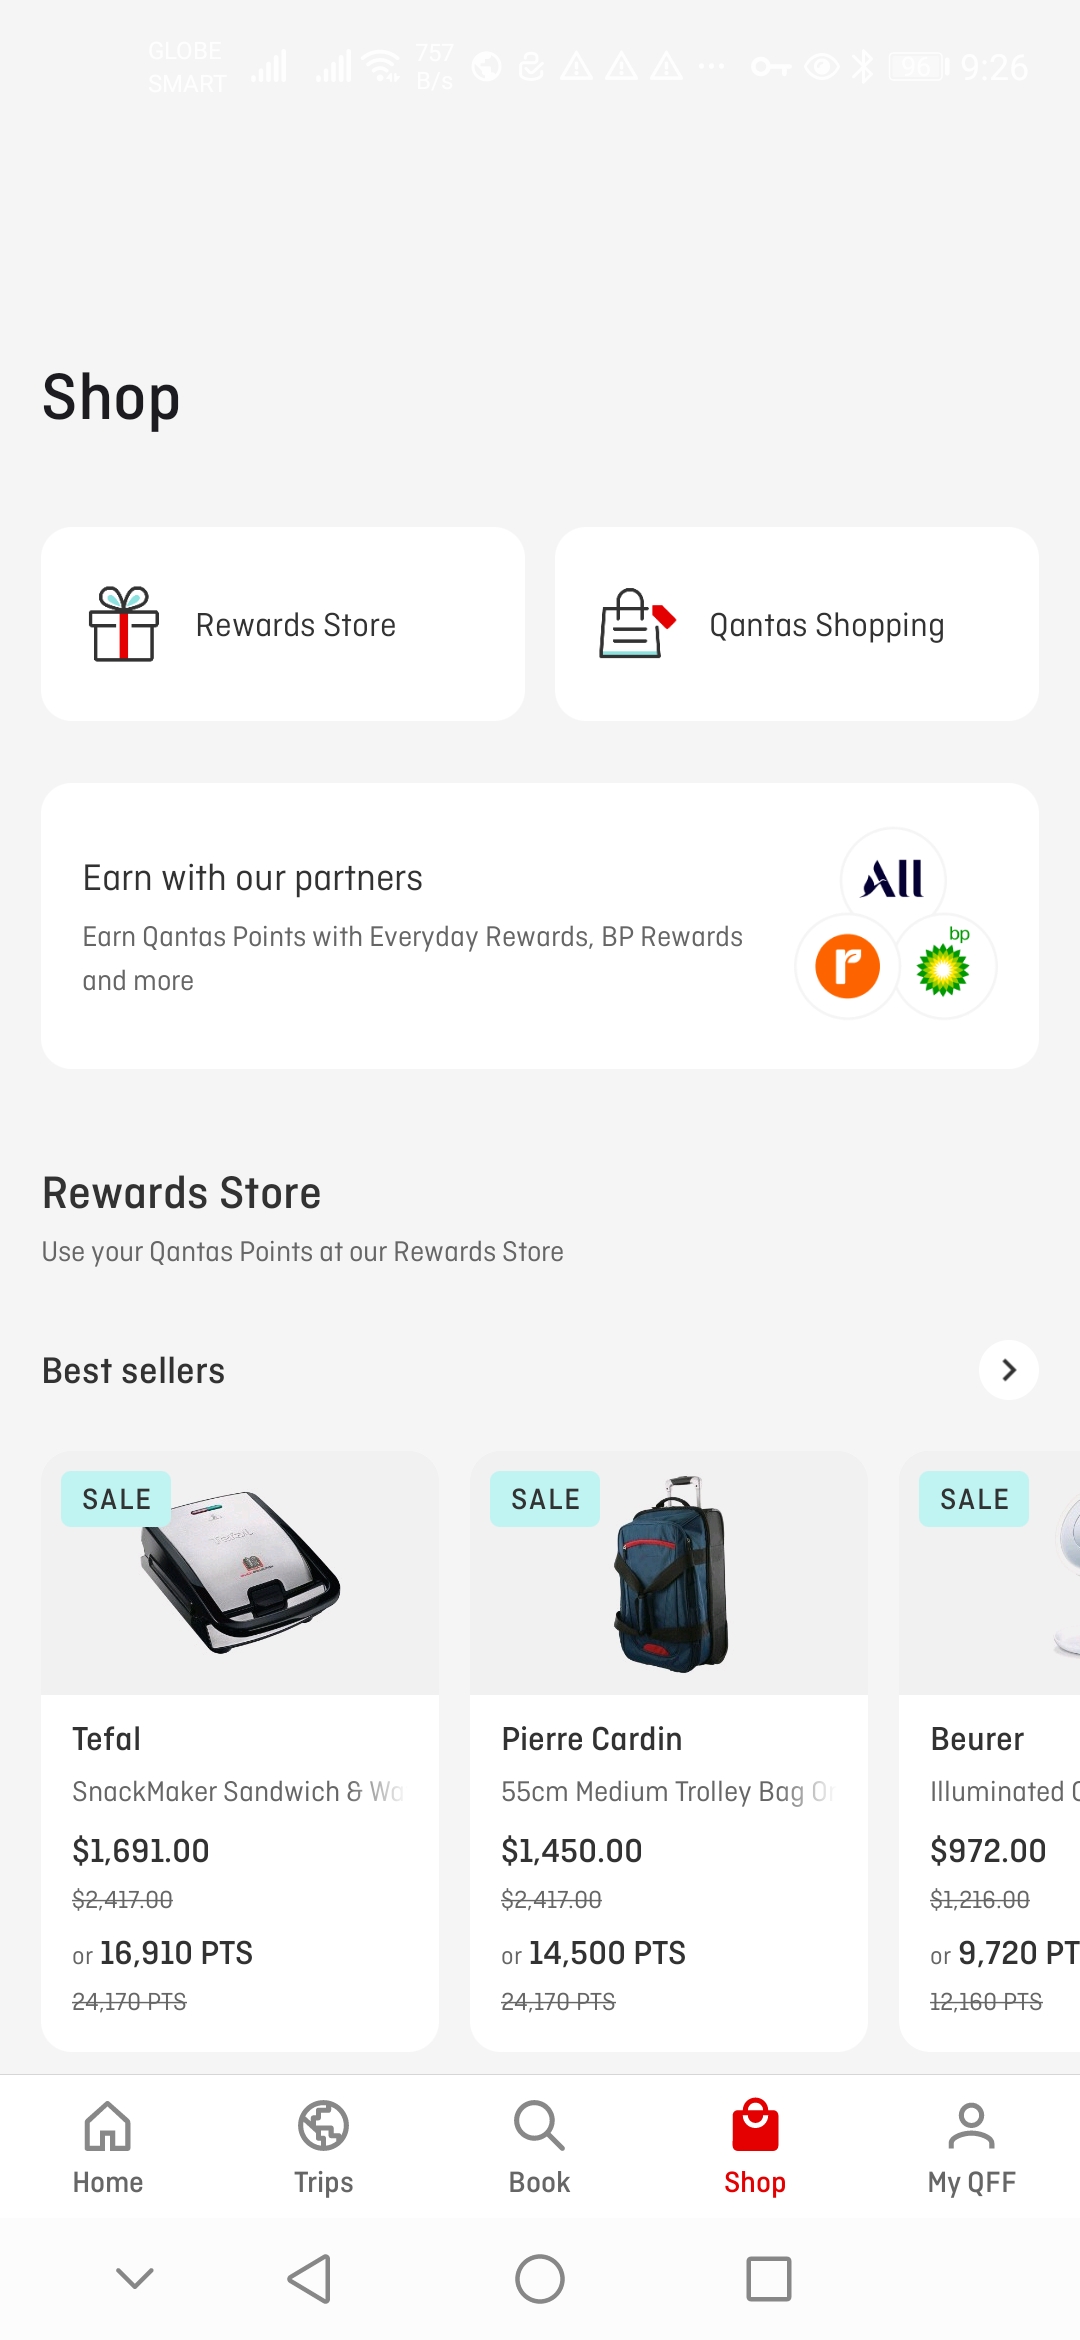 GLOBE
SMART
757
B/s
96
9:26
Shop
Rewards Store
Qantas Shopping
Earn with our partners
Earn Qantas Points with Everyday Rewards, BP Rewards
and more
All
r
bp
Rewards Store
Use your Qantas Points at our Rewards Store
Best sellers
SALE
Tefal
Tefal
SnackMaker Sandwich & Wa
$1,691.00
$2,417.00
or 16,910 PTS
24,170 PTS
SALE
Pierre Cardin
55cm Medium Trolley Bag Or
$1,450.00
$2,417.00
or 14,500 PTS
24,170 PTS
SALE
Beurer
Illuminated
$972.00
$1,216.00
or 9,720 PT
12,160 PTS
Home
Trips
Book
Shop
My QFF